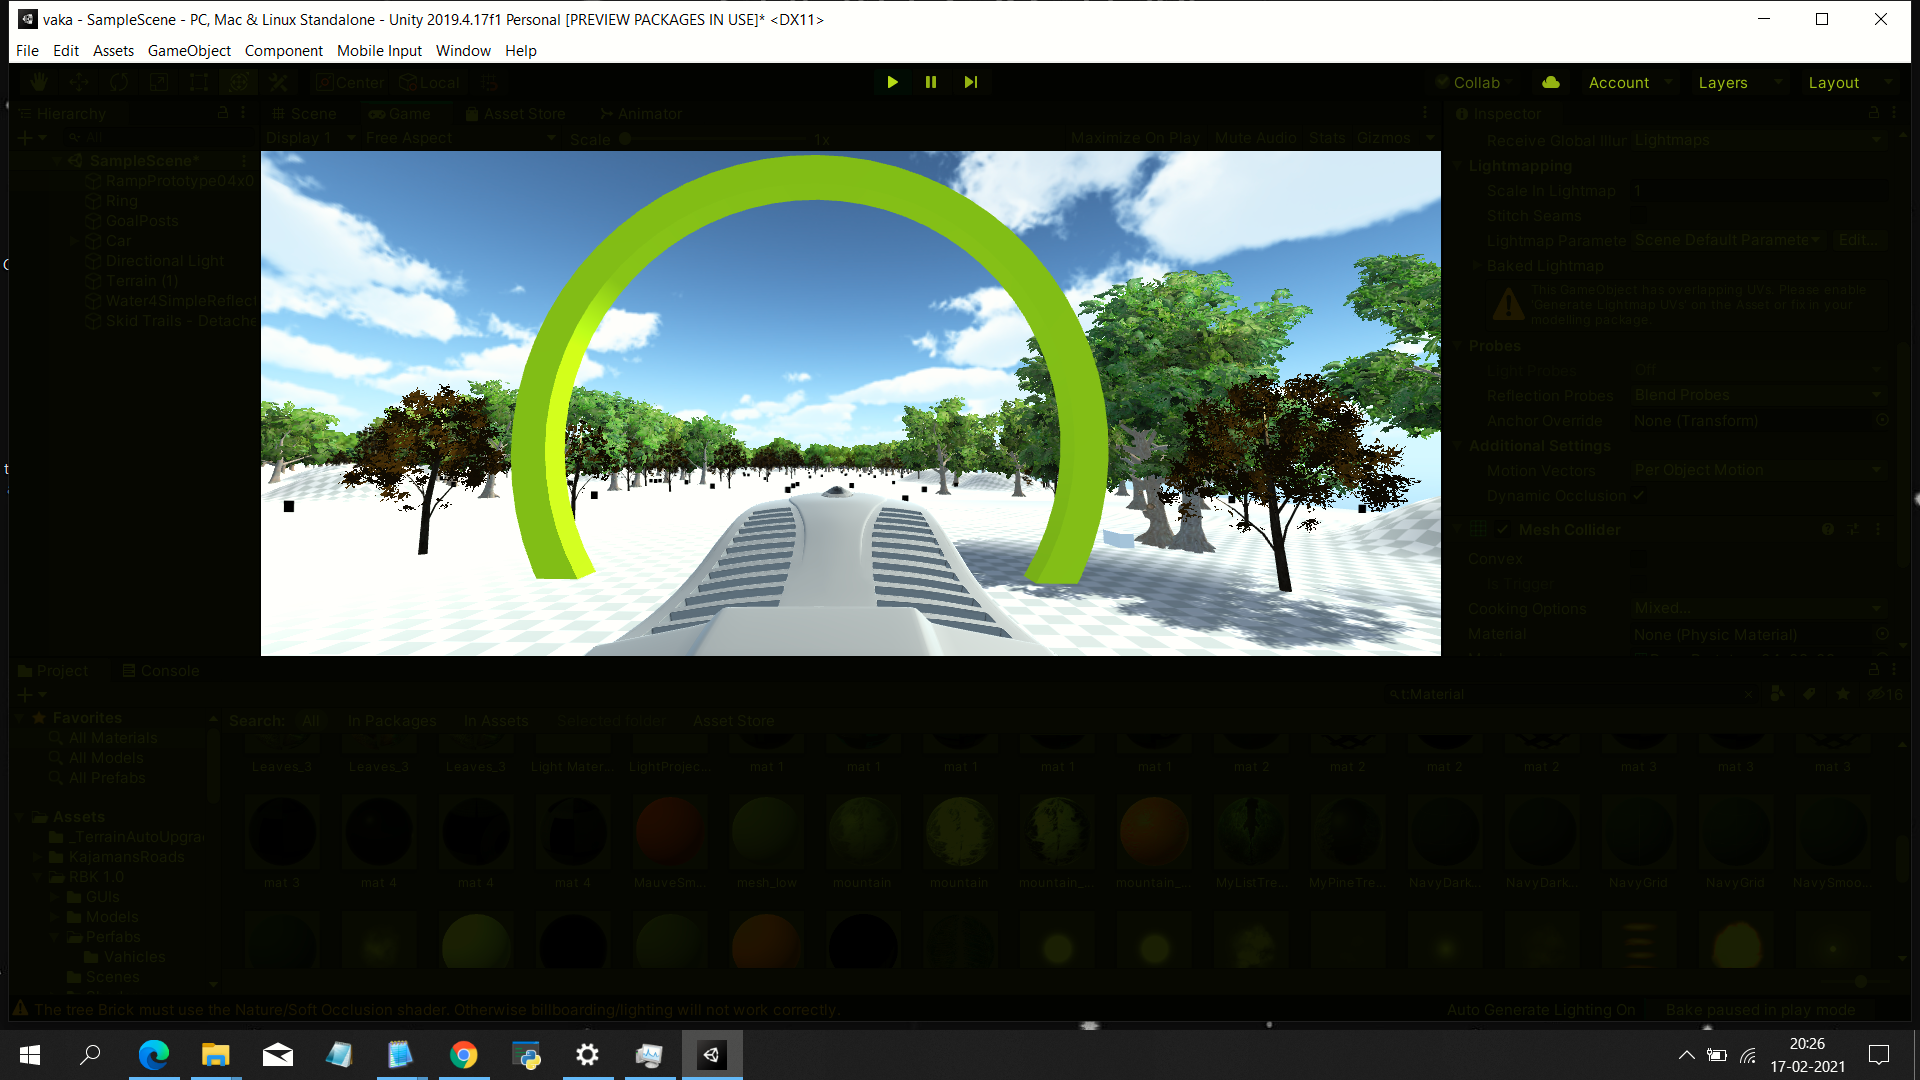 vaka - SampleScene - PC, Mac & Linux Standalone - Unity 2019.4.17f1 Personal [PREVIEW PACKAGES IN USE]* <DX11>
File Edit Assets GameObject Component Mobile Input Window Help
Center Local Collab Account Layers Layout
Hierarchy
Scene Game Asset Store Animator
Inspector
All
Display 1 Free Aspect Scale 1x Maximize On Play Mute Audio Stats Gizmos
SampleScene*
RampPrototype04x0
Ring
GoalPosts
Car
Directional Light
Terrain (1)
Water4SimpleReflect
Skid Trails - Detache
Receive Global Illur Lightmaps
Lightmapping
Scale In Lightmap 1
Stitch Seams
Lightmap Paramete Scene Default Paramete Edit...
Baked Lightmap
This GameObject has overlapping UVs. Please enable
'Generate Lightmap UVs' on the Asset or fix in your
modelling package
Probes
Light Probes Off
Reflection Probes Blend Probes
Anchor Override None (Transform)
Additional Settings
Motion Vectors Per Object Motion
Dynamic Occlusion
Mesh Collider
Convex
Is Trigger
Cooking Options Mixed...
Material None (Physic Material)
Project Console
t:Material
16
Favorites
All Materials
All Models
All Prefabs
Assets
_TerrainAutoUpgra
KajamansRoads
RBK 1.0
GUIs
Models
Perfabs
Vahicles
Scenes
Search: All In Packages In Assets Selected folder Asset Store
Leaves_3 Leaves_3 Leaves_3 Light Mater... LightProjec... mat 1 mat 1 mat 1 mat 1 mat 1 mat 2 mat 2 mat 2 mat 2 mat 3 mat 3 mat 3
mat 3 mat 4 mat 4 mat 4 MauveSm... mesh_low mountain mountain mountain_... mountain_... MyListTre... MyPineTre... NavyDark... NavyDark... NavyGrid NavyGrid NavySmoo...
The tree Brick must use the Nature/Soft Occlusion shader. Otherwise billboarding/lighting will not work correctly.
Auto Generate Lighting On Bake paused in play mode
20:26
17-02-2021